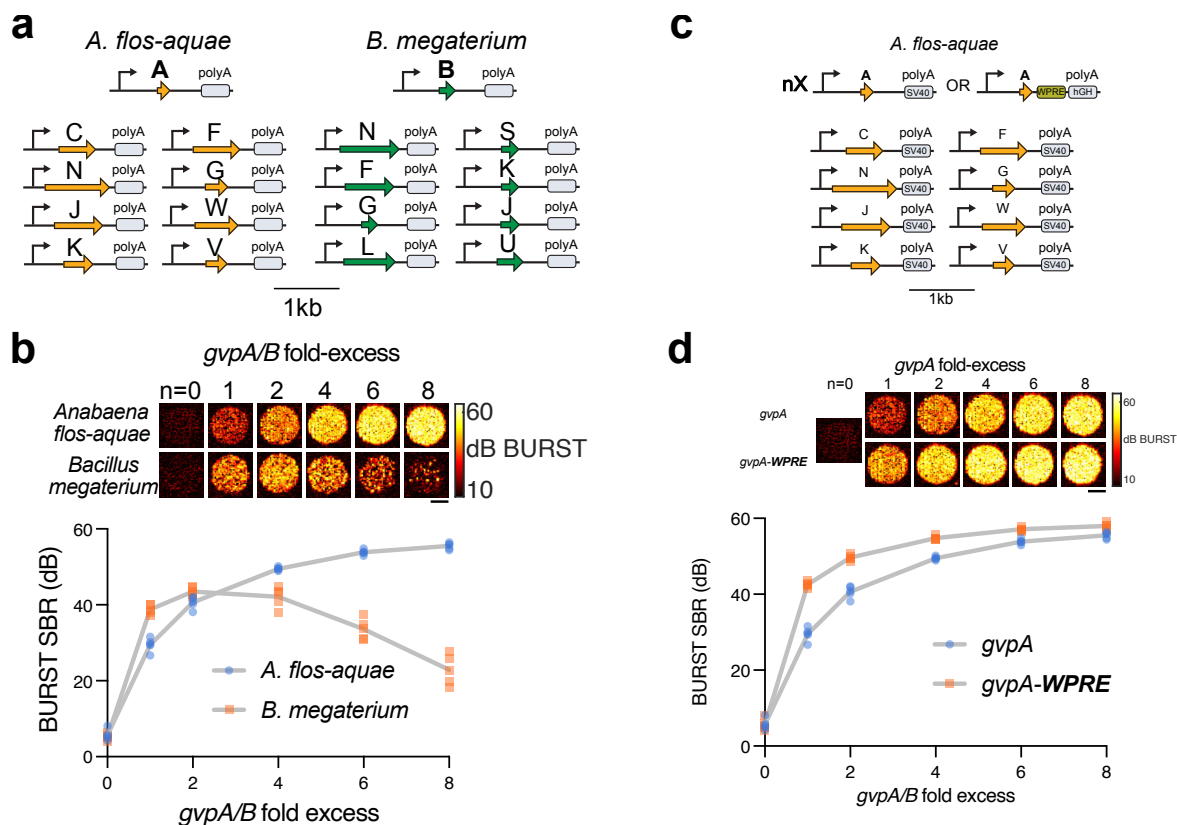 a
A. flos-aquae
B. megaterium
A polyA
B polyA
C polyA F polyA
N polyA S polyA
N polyA G polyA
F polyA K polyA
J polyA W polyA
G polyA J polyA
K polyA V polyA
L polyA U polyA
1kb
b
gvpA/B fold-excess
n=0 1 2 4 6 8
Anabaena
flos-aquae
Bacillus
megaterium
60
dB BURST
10
BURST SBR (dB)
60
40
20
0
0 2 4 6 8
A. flos-aquae
B. megaterium
gvpA/B fold excess
c
A. flos-aquae
nX A polyA SV40 OR A WPRE polyA hGH
C polyA SV40 F polyA SV40
N polyA SV40 G polyA SV40
J polyA SV40 W polyA SV40
K polyA SV40 V polyA SV40
1kb
d
gvpA fold-excess
n=0 1 2 4 6 8
gvpA
gvpA-WPRE
60
dB BURST
10
BURST SBR (dB)
60
40
20
0
0 2 4 6 8
gvpA
gvpA-WPRE
gvpA/B fold excess